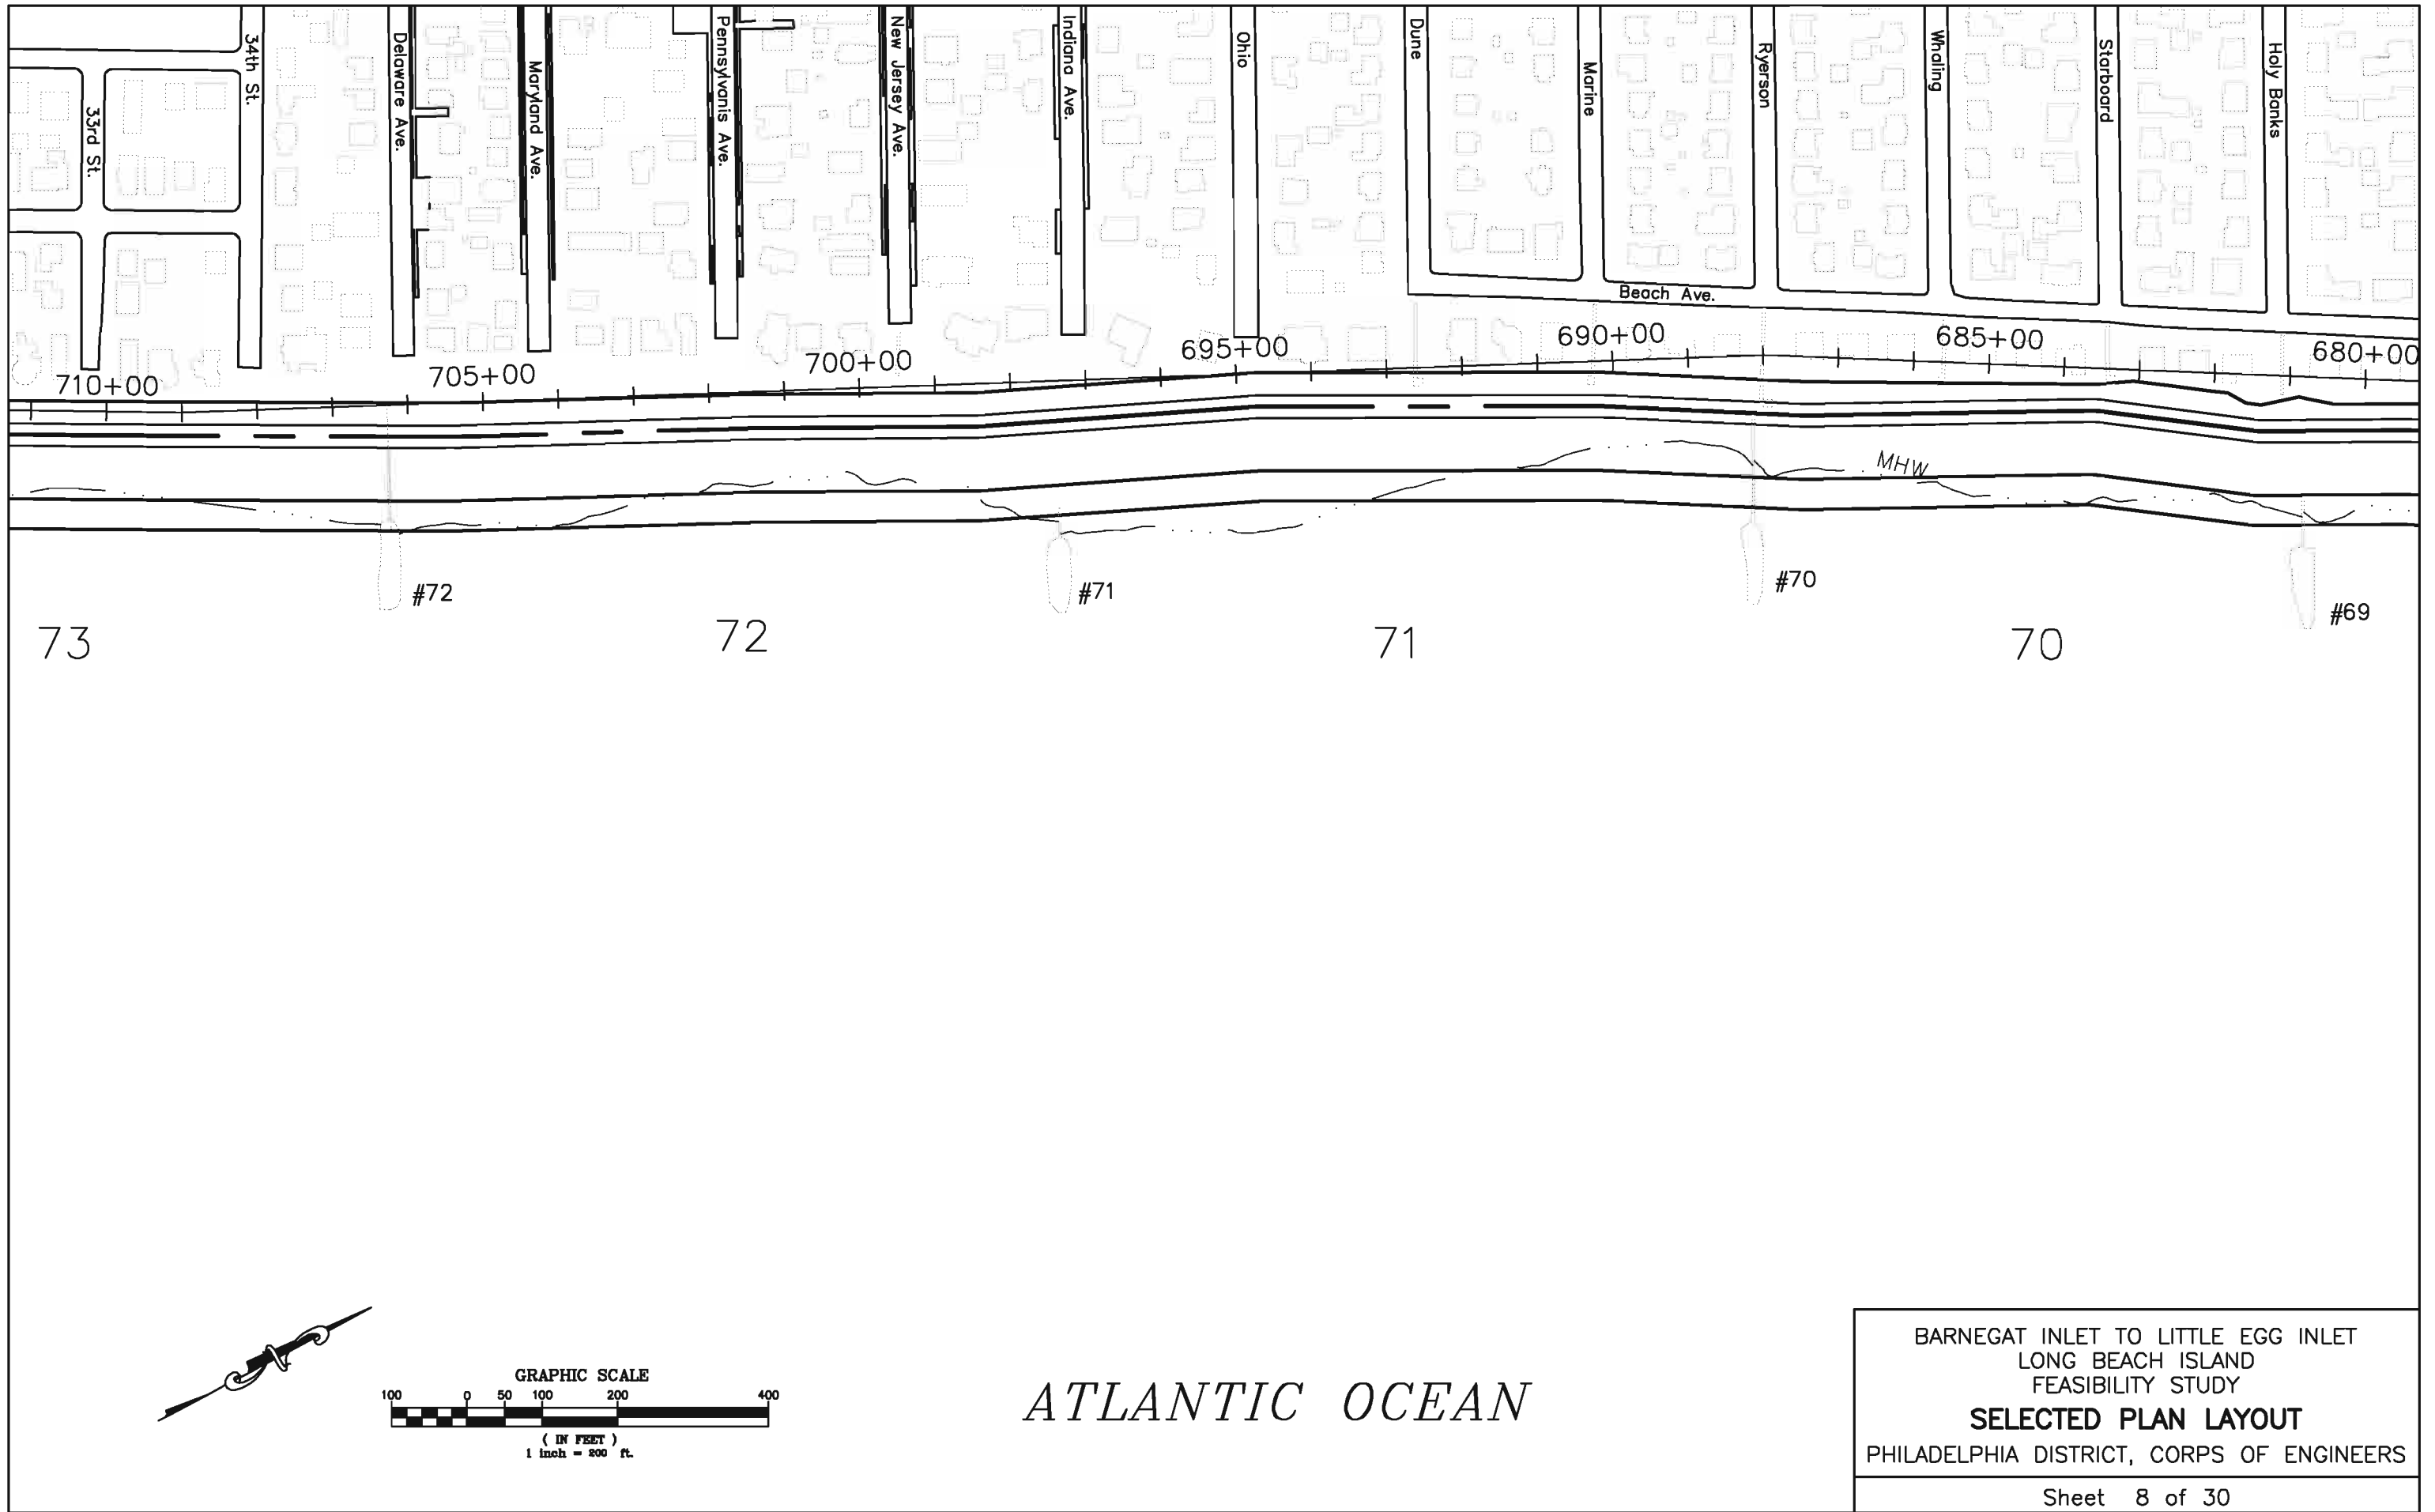 33rd St.
34th St.
Delaware Ave.
Maryland Ave.
Pennsylvanis Ave.
New Jersey Ave.
Indiana Ave.
Ohio
Dune
Marine
Ryerson
Whaling
Starboard
Holy Banks
Beach Ave.
710+00
705+00
700+00
695+00
690+00
685+00
680+00
MHW
#72
#71
#70
#69
73
72
71
70
N
GRAPHIC SCALE
100 0 50 100 200 400
( IN FEET )
1 inch = 200 ft.
ATLANTIC OCEAN
BARNEGAT INLET TO LITTLE EGG INLET
LONG BEACH ISLAND
FEASIBILITY STUDY
SELECTED PLAN LAYOUT
PHILADELPHIA DISTRICT, CORPS OF ENGINEERS
Sheet 8 of 30